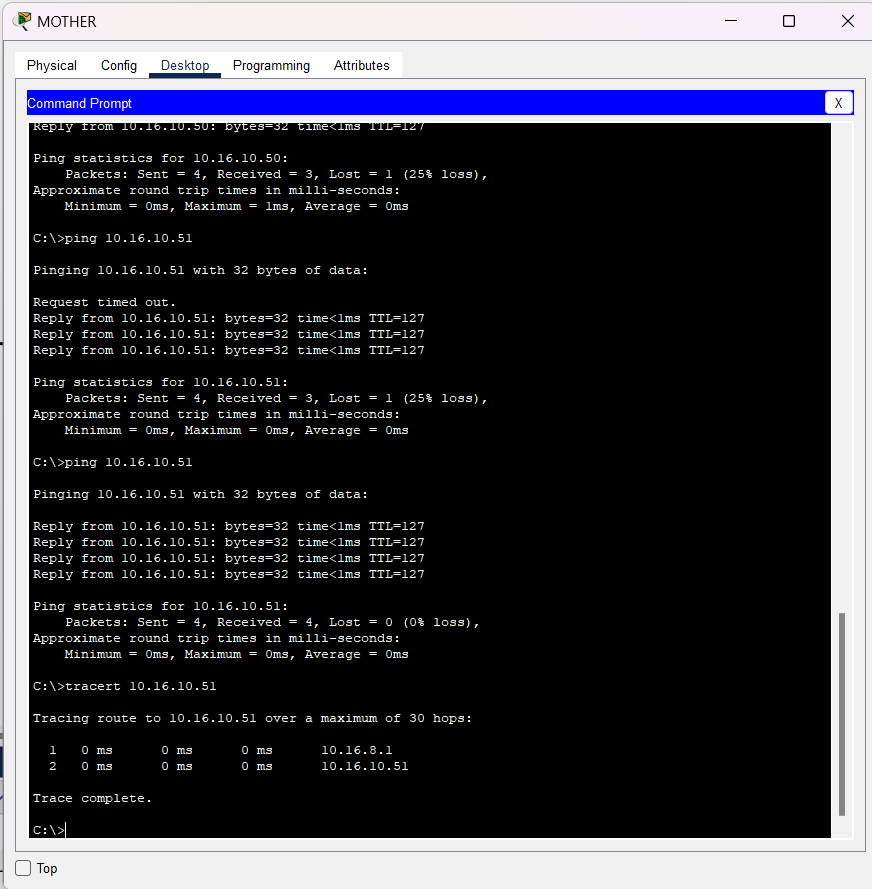 MOTHER
Physical Config Desktop Programming Attributes
Command Prompt
X
Reply from 10.16.10.50: bytes=32 time<1ms TTL=127
Ping statistics for 10.16.10.50:
Packets: Sent = 4, Received = 3, Lost = 1 (25% loss),
Approximate round trip times in milli-seconds:
Minimum = 0ms, Maximum = 1ms, Average = 0ms
C:\>ping 10.16.10.51
Pinging 10.16.10.51 with 32 bytes of data:
Request timed out.
Reply from 10.16.10.51: bytes=32 time<1ms TTL=127
Reply from 10.16.10.51: bytes=32 time<1ms TTL=127
Reply from 10.16.10.51: bytes=32 time<1ms TTL=127
Ping statistics for 10.16.10.51:
Packets: Sent = 4, Received = 3, Lost = 1 (25% loss),
Approximate round trip times in milli-seconds:
Minimum = 0ms, Maximum = 0ms, Average = 0ms
C:\>ping 10.16.10.51
Pinging 10.16.10.51 with 32 bytes of data:
Reply from 10.16.10.51: bytes=32 time<1ms TTL=127
Reply from 10.16.10.51: bytes=32 time<1ms TTL=127
Reply from 10.16.10.51: bytes=32 time<1ms TTL=127
Reply from 10.16.10.51: bytes=32 time<1ms TTL=127
Ping statistics for 10.16.10.51:
Packets: Sent = 4, Received = 4, Lost = 0 (0% loss),
Approximate round trip times in milli-seconds:
Minimum = 0ms, Maximum = 0ms, Average = 0ms
C:\>tracert 10.16.10.51
Tracing route to 10.16.10.51 over a maximum of 30 hops:
1 0 ms 0 ms 0 ms 10.16.8.1
2 0 ms 0 ms 0 ms 10.16.10.51
Trace complete.
C:\>
Top